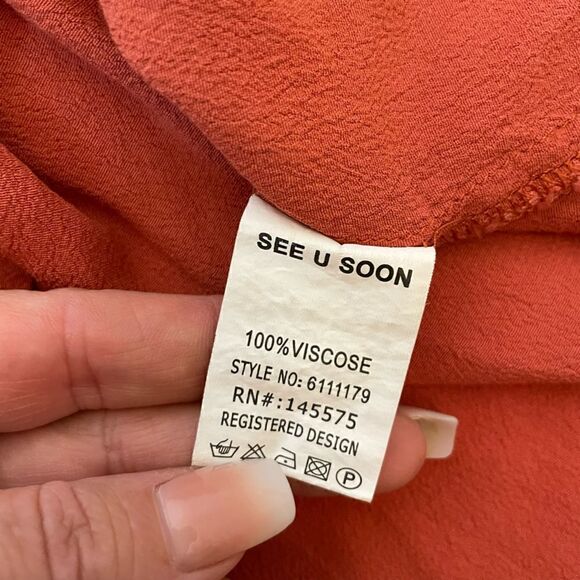 SEE U SOON
100%VISCOSE
STYLE NO: 6111179
RN#:145575
REGISTERED DESIGN
P